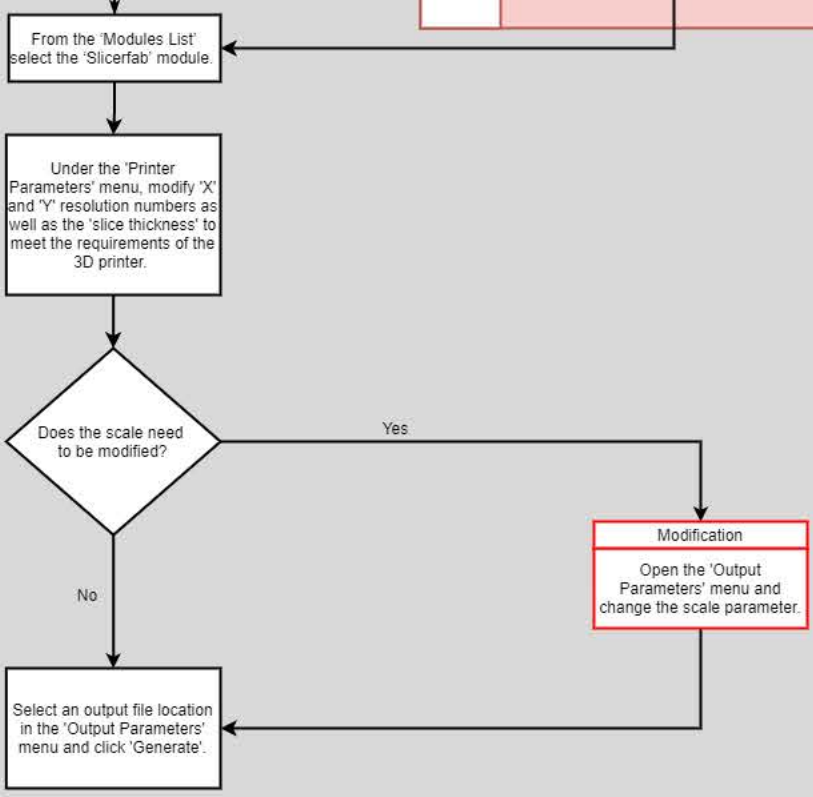 From the 'Modules List'
select the 'Slicerfab' module.
Under the 'Printer
Parameters' menu, modify 'X'
and 'Y' resolution numbers as
well as the 'slice thickness' to
meet the requirements of the
3D printer.
Does the scale need
to be modified?
Yes
Modification
Open the 'Output
Parameters' menu and
change the scale parameter.
No
Select an output file location
in the 'Output Parameters'
menu and click 'Generate'.